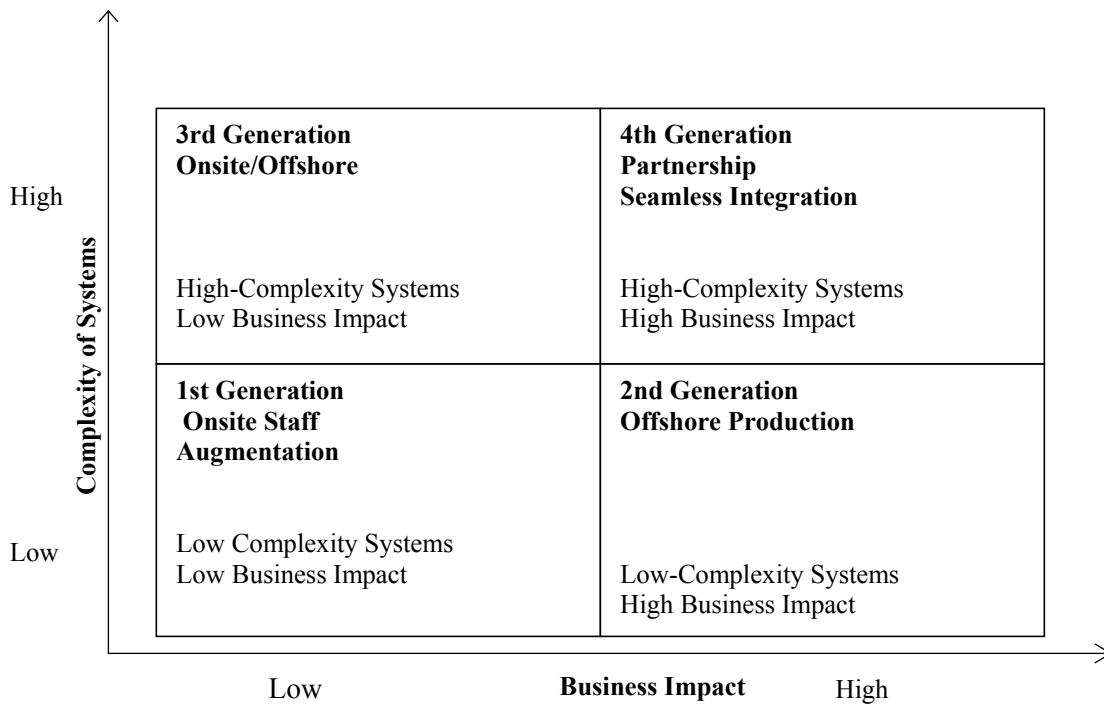 3rd Generation
Onsite/Offshore
High-Complexity Systems
Low Business Impact
4th Generation
Partnership
Seamless Integration
High-Complexity Systems
High Business Impact
High
Complexity of Systems
1st Generation
Onsite Staff
Augmentation
Low Complexity Systems
Low Business Impact
2nd Generation
Offshore Production
Low-Complexity Systems
High Business Impact
Low
Low
Business Impact
High